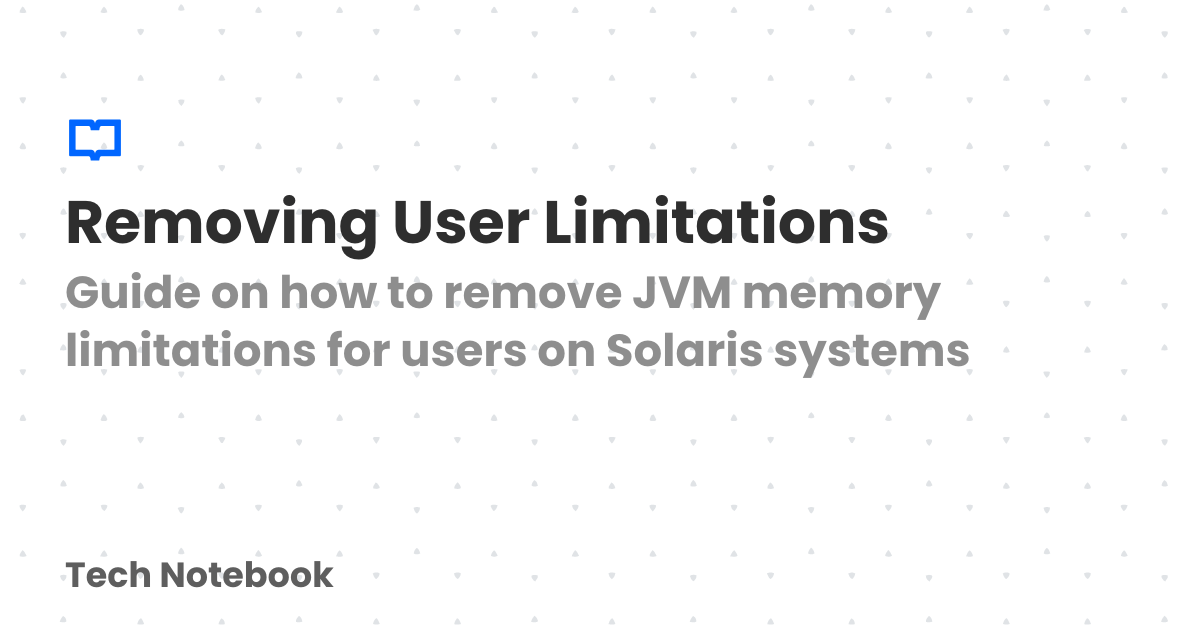 Removing User Limitations
Guide on how to remove JVM memory
limitations for users on Solaris systems
Tech Notebook